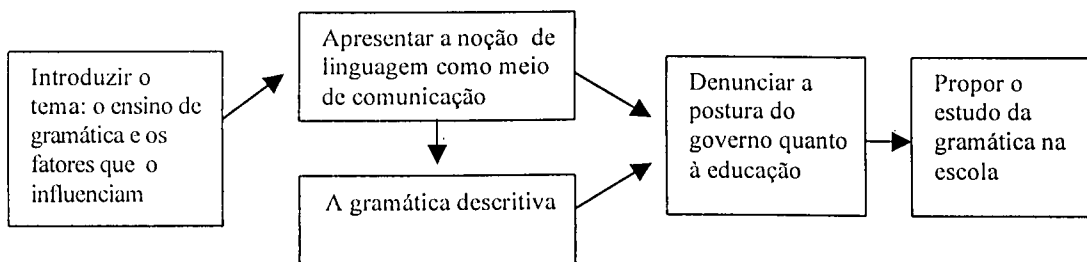 Introduzir o
tema: o ensino de
gramática e os
fatores que o
influenciam
Apresentar a noção de
linguagem como meio
de comunicação
A gramática descritiva
Denunciar a
postura do
governo quanto
à educação
Propor o
estudo da
gramática na
escola